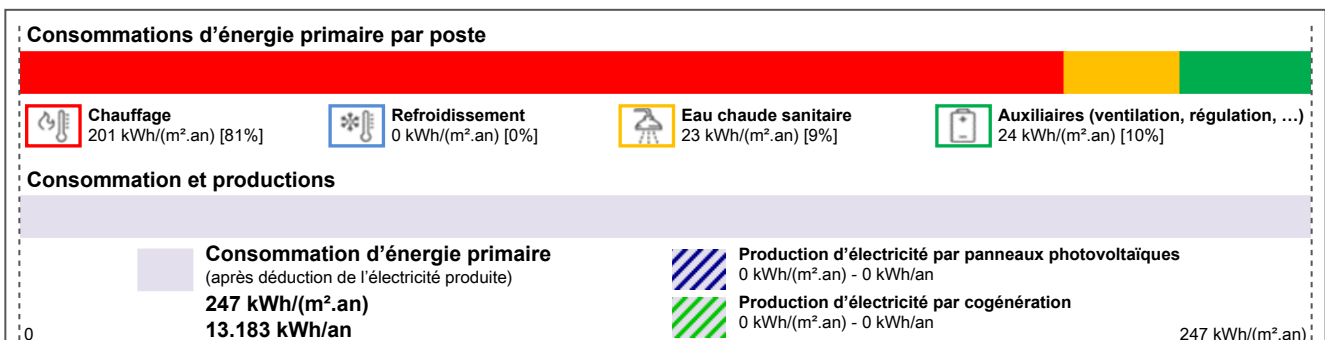 Consommations d’énergie primaire par poste
Chauffage
201 kWh/(m².an) [81%]
Refroidissement
0 kWh/(m².an) [0%]
Eau chaude sanitaire
23 kWh/(m².an) [9%]
Auxiliaires (ventilation, régulation, …)
24 kWh/(m².an) [10%]
Consommation et productions
Consommation d’énergie primaire
(après déduction de l’électricité produite)
247 kWh/(m².an)
13.183 kWh/an
Production d’électricité par panneaux photovoltaïques
0 kWh/(m².an) - 0 kWh/an
Production d’électricité par cogénération
0 kWh/(m².an) - 0 kWh/an
0
247 kWh/(m².an)